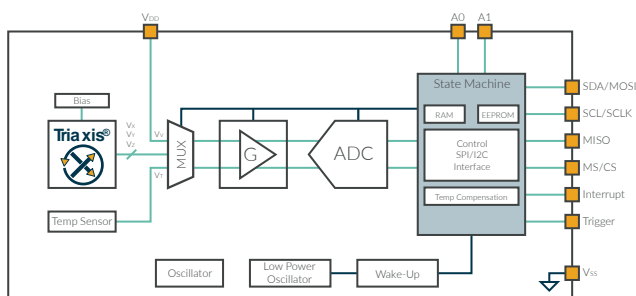 VDD
A0
A1
State Machine
SDA/MOSI
Bias
RAM
EEPROM
SCL/SCLK
Triaxis®
VX
VY
VZ
VV
MUX
G
ADC
Control
SPI/I2C
Interface
MISO
MS/CS
VT
Temp Compensation
Interrupt
Temp Sensor
Trigger
Oscillator
Low Power
Oscillator
Wake-Up
VSS